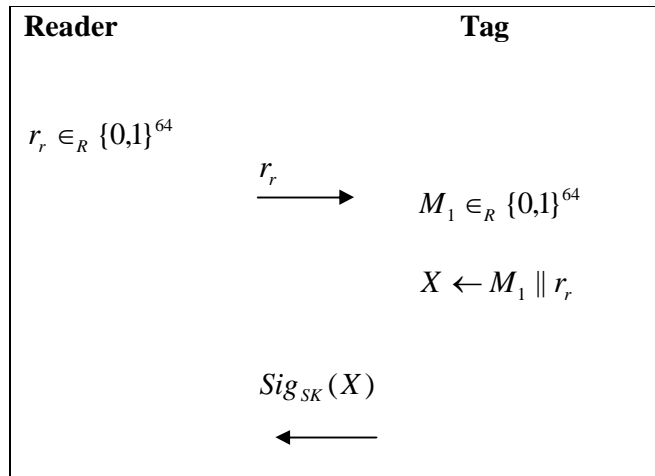 Reader Tag
r_r ∈_R {0,1}^64
r_r
M_1 ∈_R {0,1}^64
X ← M_1 || r_r
Sig_SK(X)